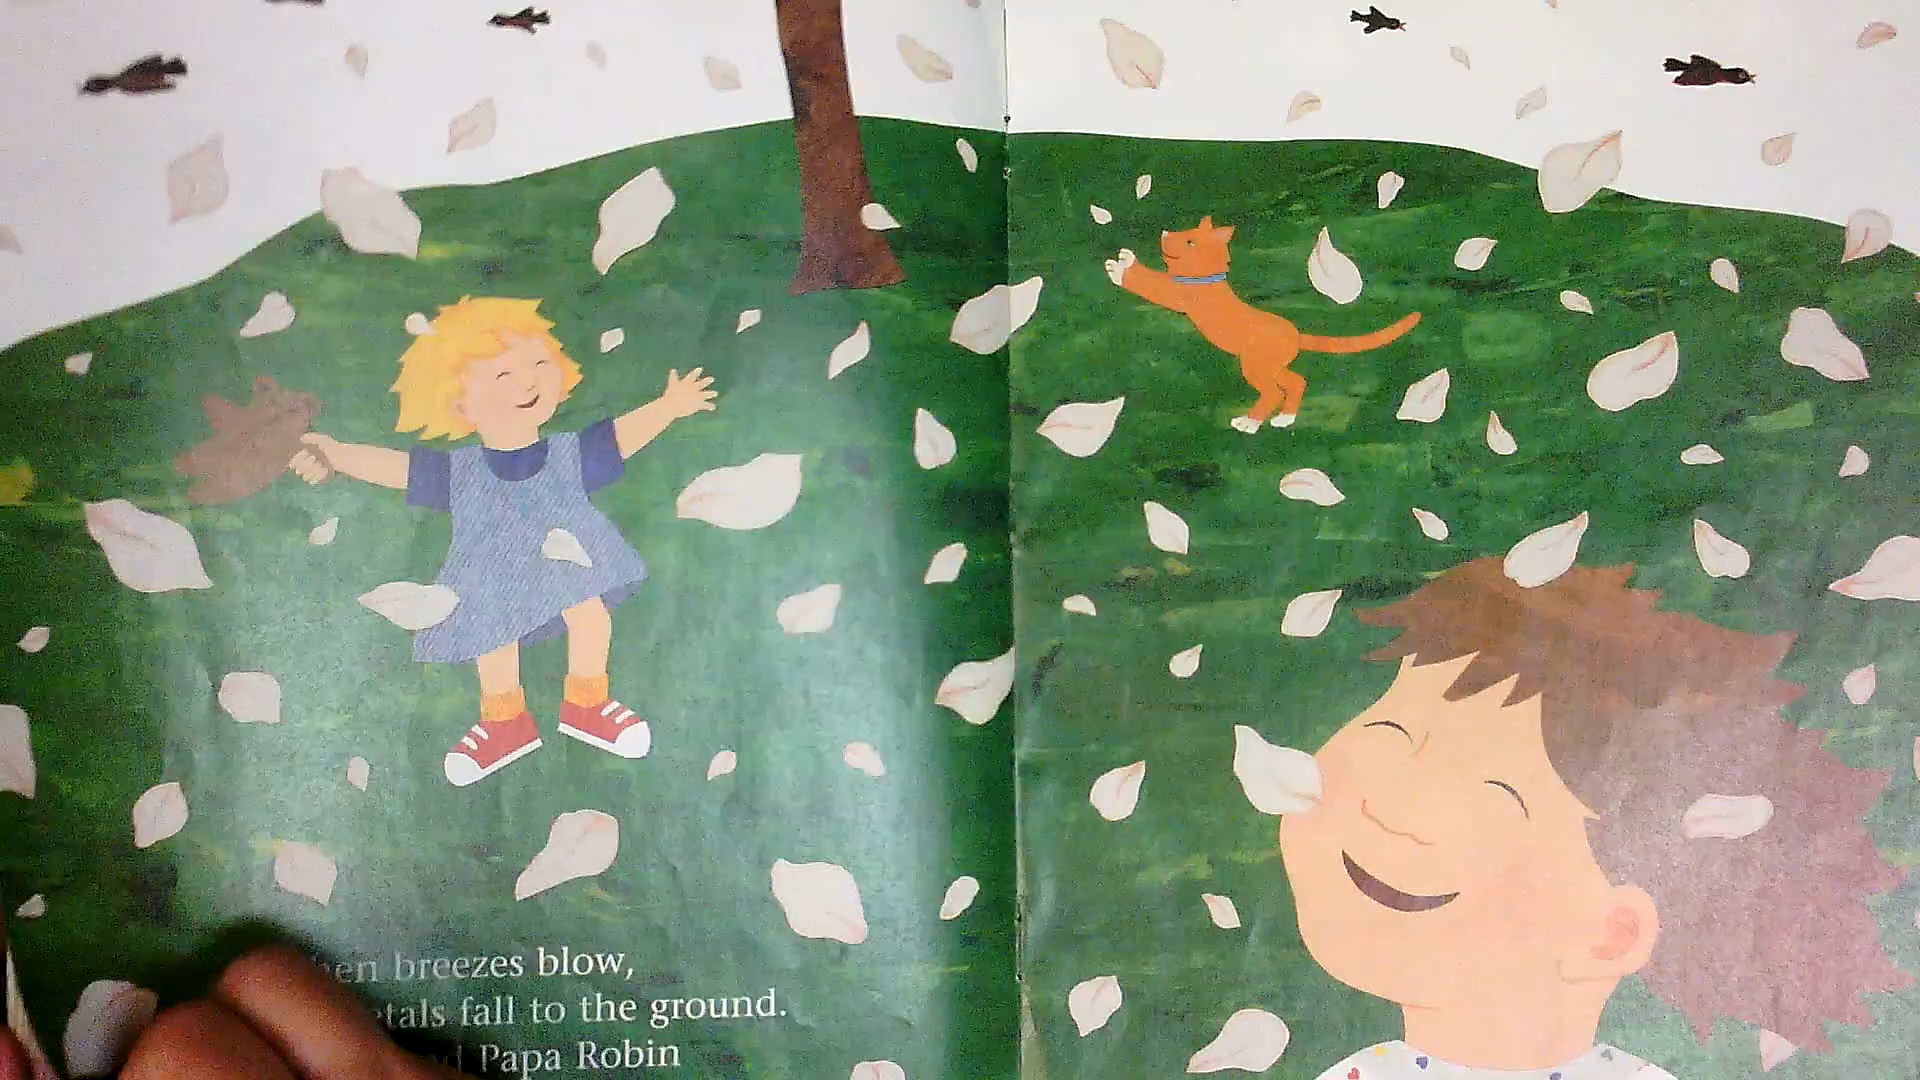 breezes blow,
fall to the ground.
Papa Robin